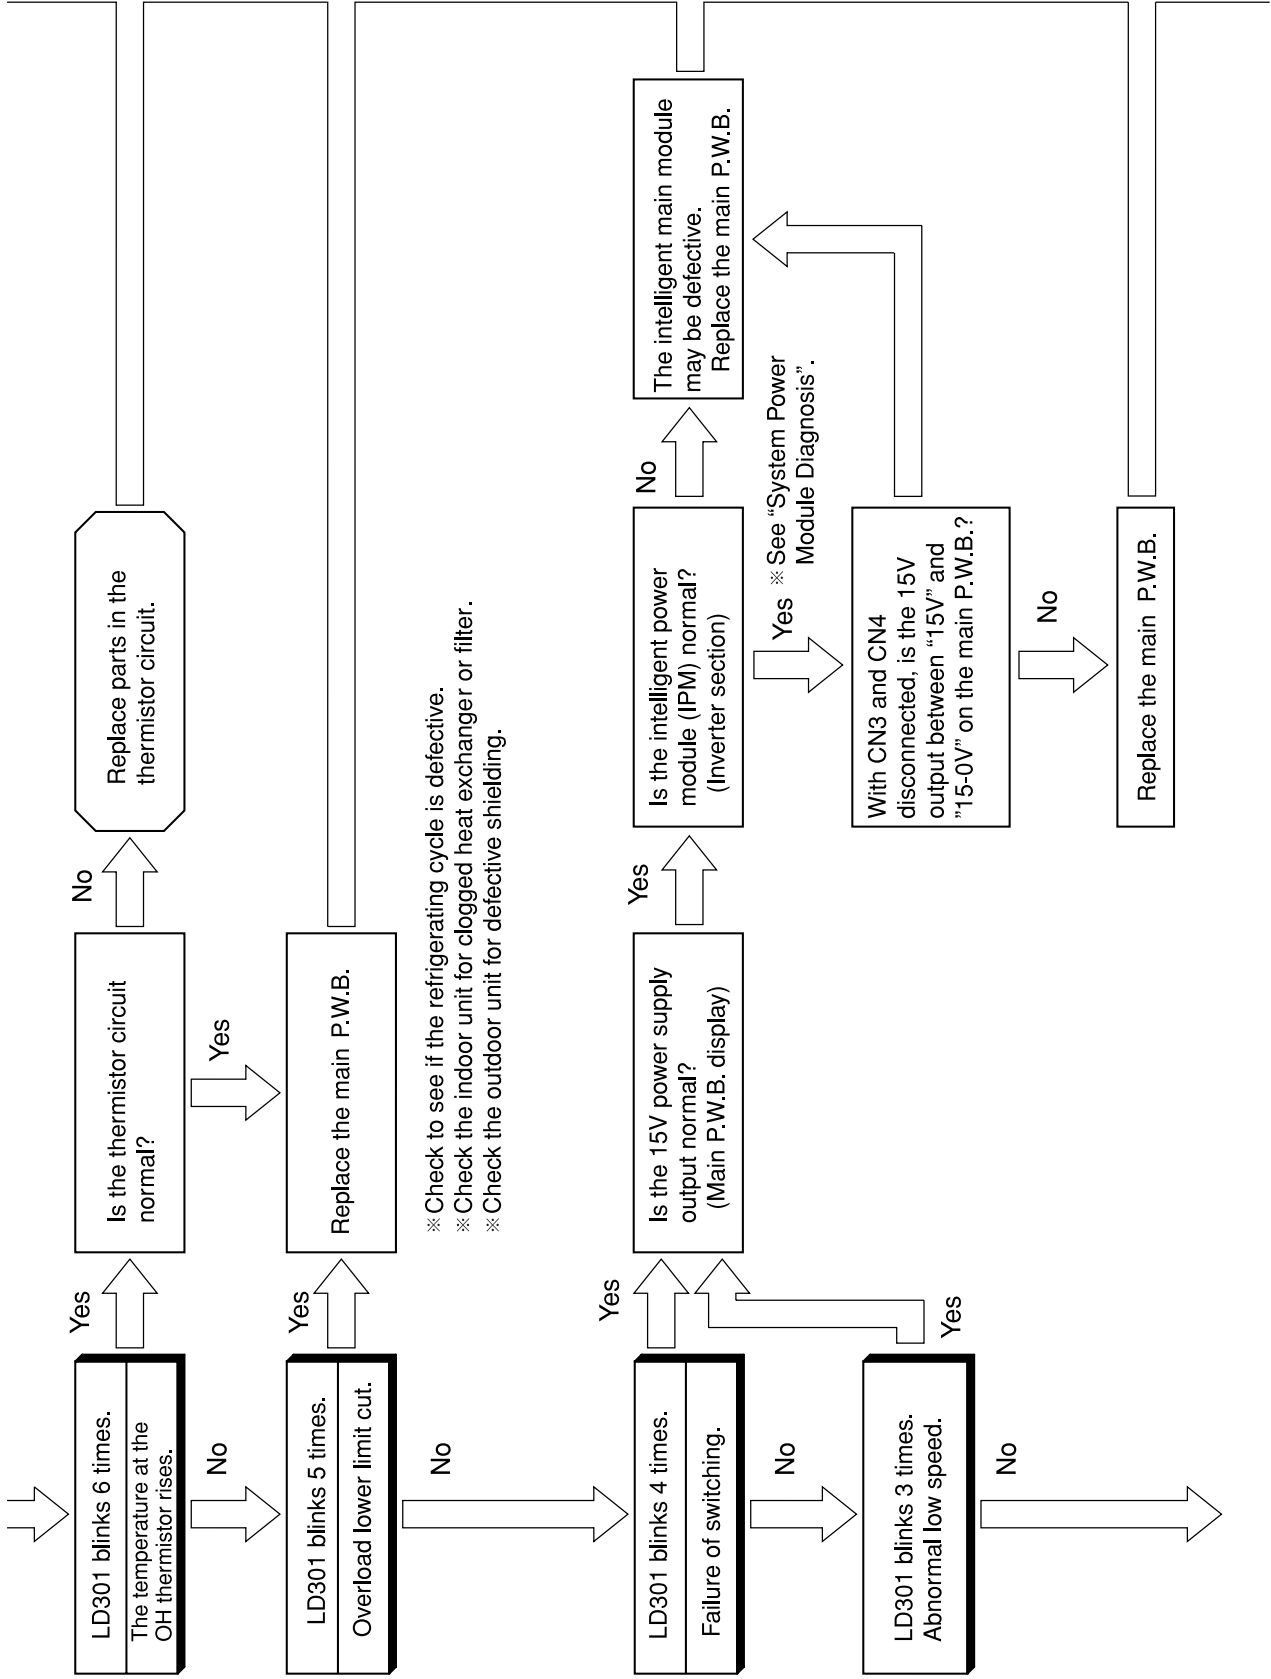 LD301 blinks 6 times.
The temperature at the
OH thermistor rises.
Yes
Is the thermistor circuit
normal?
No
Replace parts in the
thermistor circuit.
No
Yes
LD301 blinks 5 times.
Overload lower limit cut.
Yes
Replace the main P.W.B.
※Check to see if the refrigerating cycle is defective.
※Check the indoor unit for clogged heat exchanger or filter.
※Check the outdoor unit for defective shielding.
No
LD301 blinks 4 times.
Failure of switching.
Yes
Is the 15V power supply
output normal?
(Main P.W.B. display)
Yes
Is the intelligent power
module (IPM) normal?
(Inverter section)
No
The intelligent main module
may be defective.
Replace the main P.W.B.
No
Yes
※See “System Power
Module Diagnosis”.
LD301 blinks 3 times.
Abnormal low speed.
Yes
With CN3 and CN4
disconnected, is the 15V
output between “15V” and
”15-0V” on the main P.W.B.?
No
No
Replace the main P.W.B.